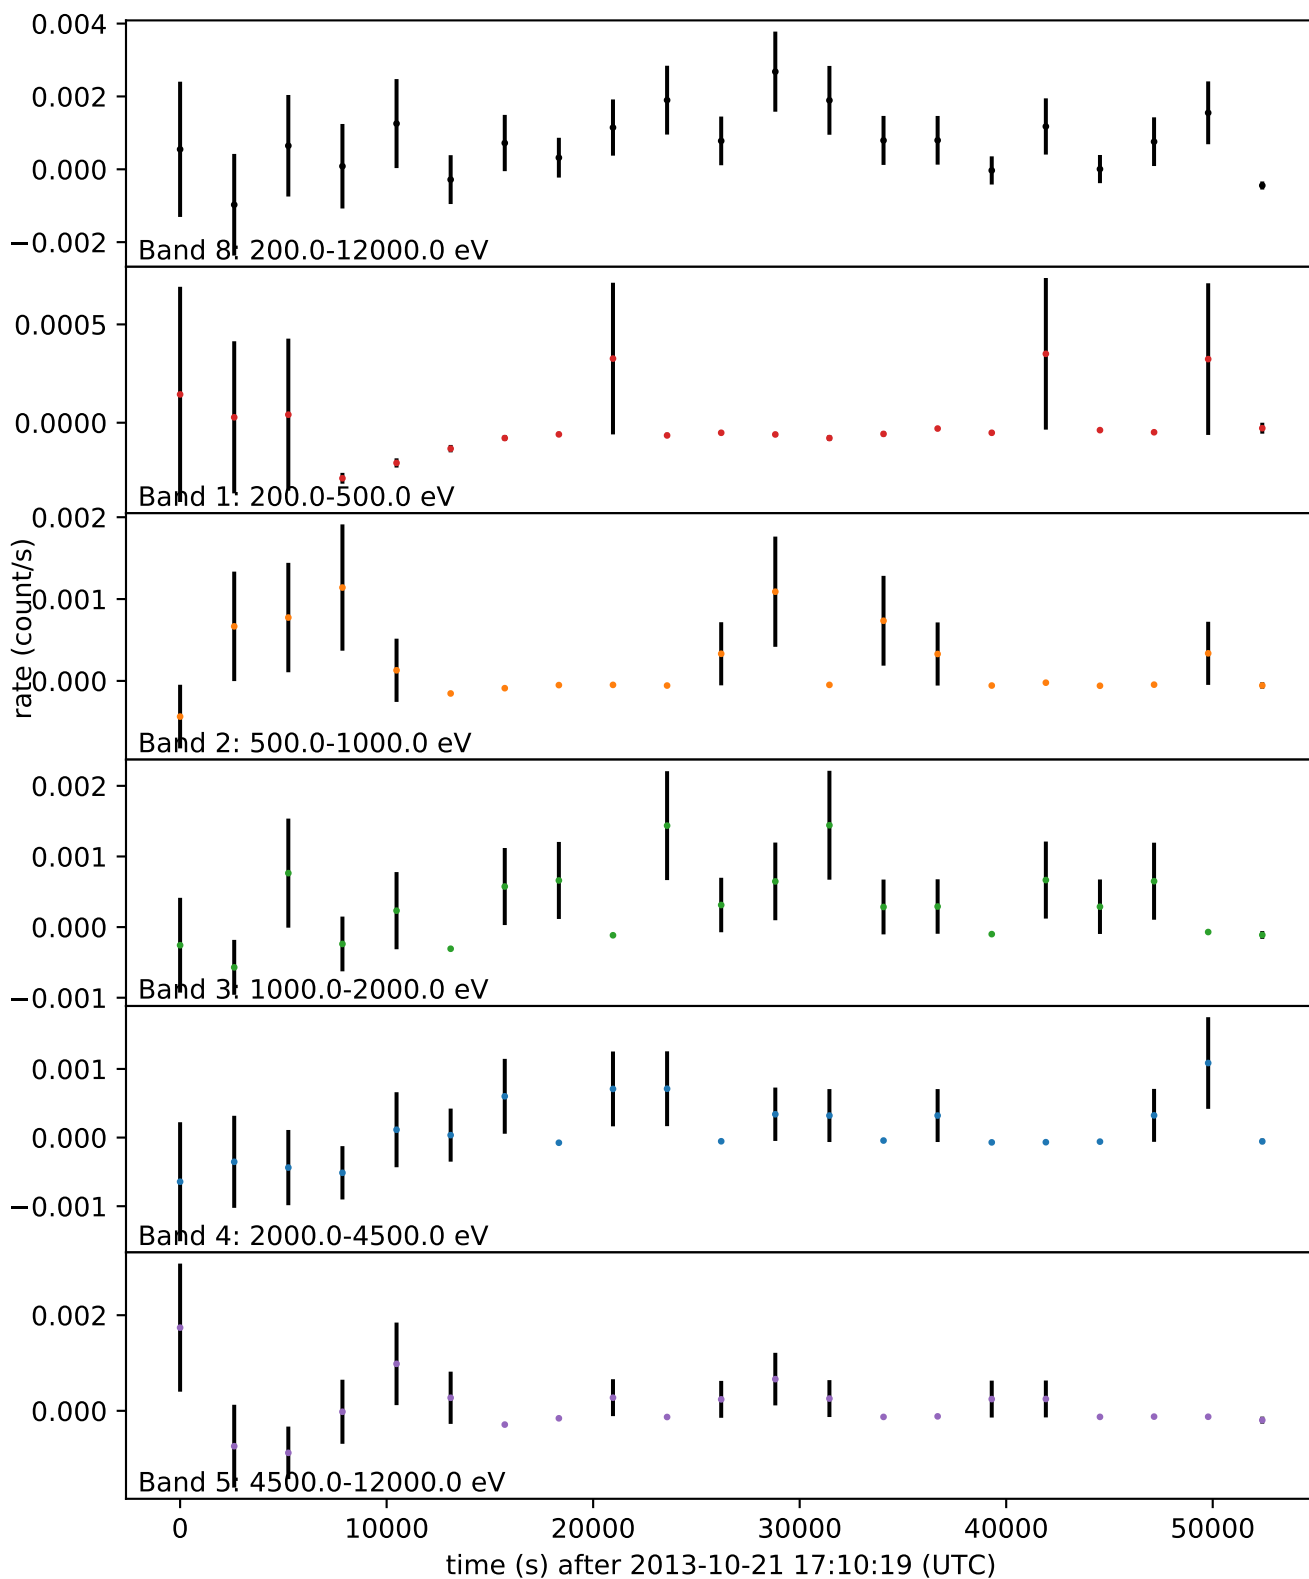 0.004
0.002
0.000
−0.002
Band 8: 200.0-12000.0 eV
0.0005
0.0000
Band 1: 200.0-500.0 eV
rate (count/s)
0.002
0.001
0.000
Band 2: 500.0-1000.0 eV
0.002
0.001
0.000
−0.001
Band 3: 1000.0-2000.0 eV
0.001
0.000
−0.001
Band 4: 2000.0-4500.0 eV
0.002
0.000
Band 5: 4500.0-12000.0 eV
0 10000 20000 30000 40000 50000
time (s) after 2013-10-21 17:10:19 (UTC)